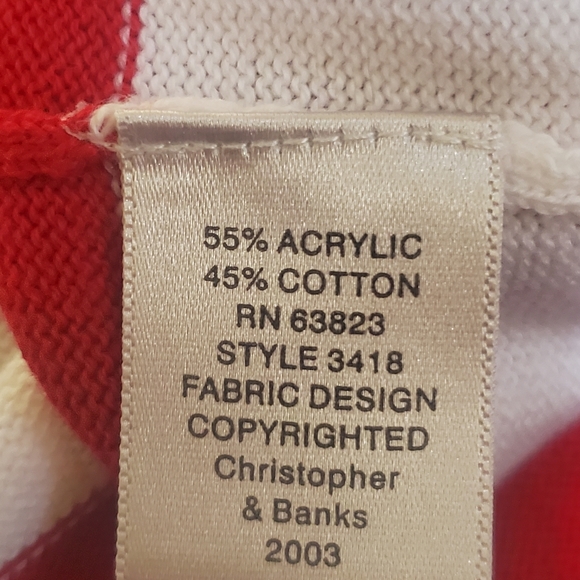 55% ACRYLIC
45% COTTON
RN 63823
STYLE 3418
FABRIC DESIGN
COPYRIGHTED
Christopher
& Banks
2003